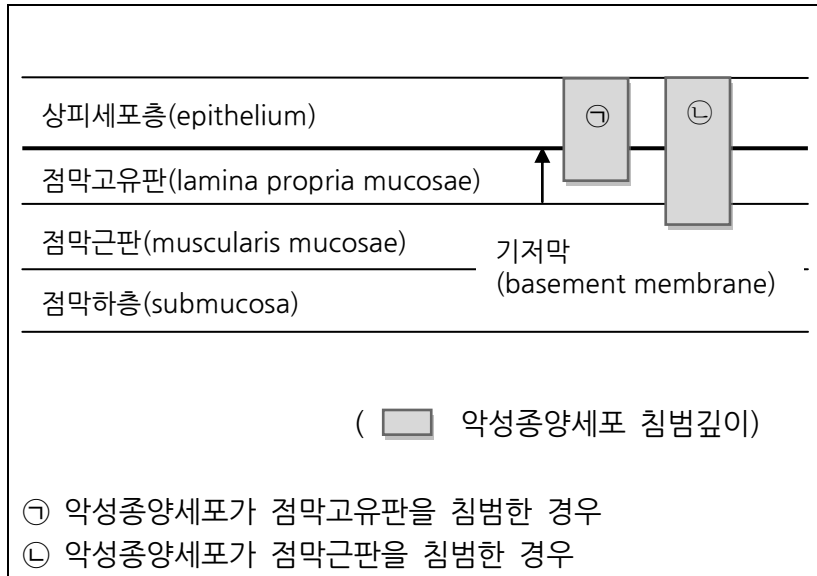 상피세포층(epithelium)
㉠
㉡
점막고유판(lamina propria mucosae)
점막근판(muscularis mucosae)
기저막
(basement membrane)
점막하층(submucosa)
( 악성종양세포 침범깊이)
㉠ 악성종양세포가 점막고유판을 침범한 경우
㉡ 악성종양세포가 점막근판을 침범한 경우